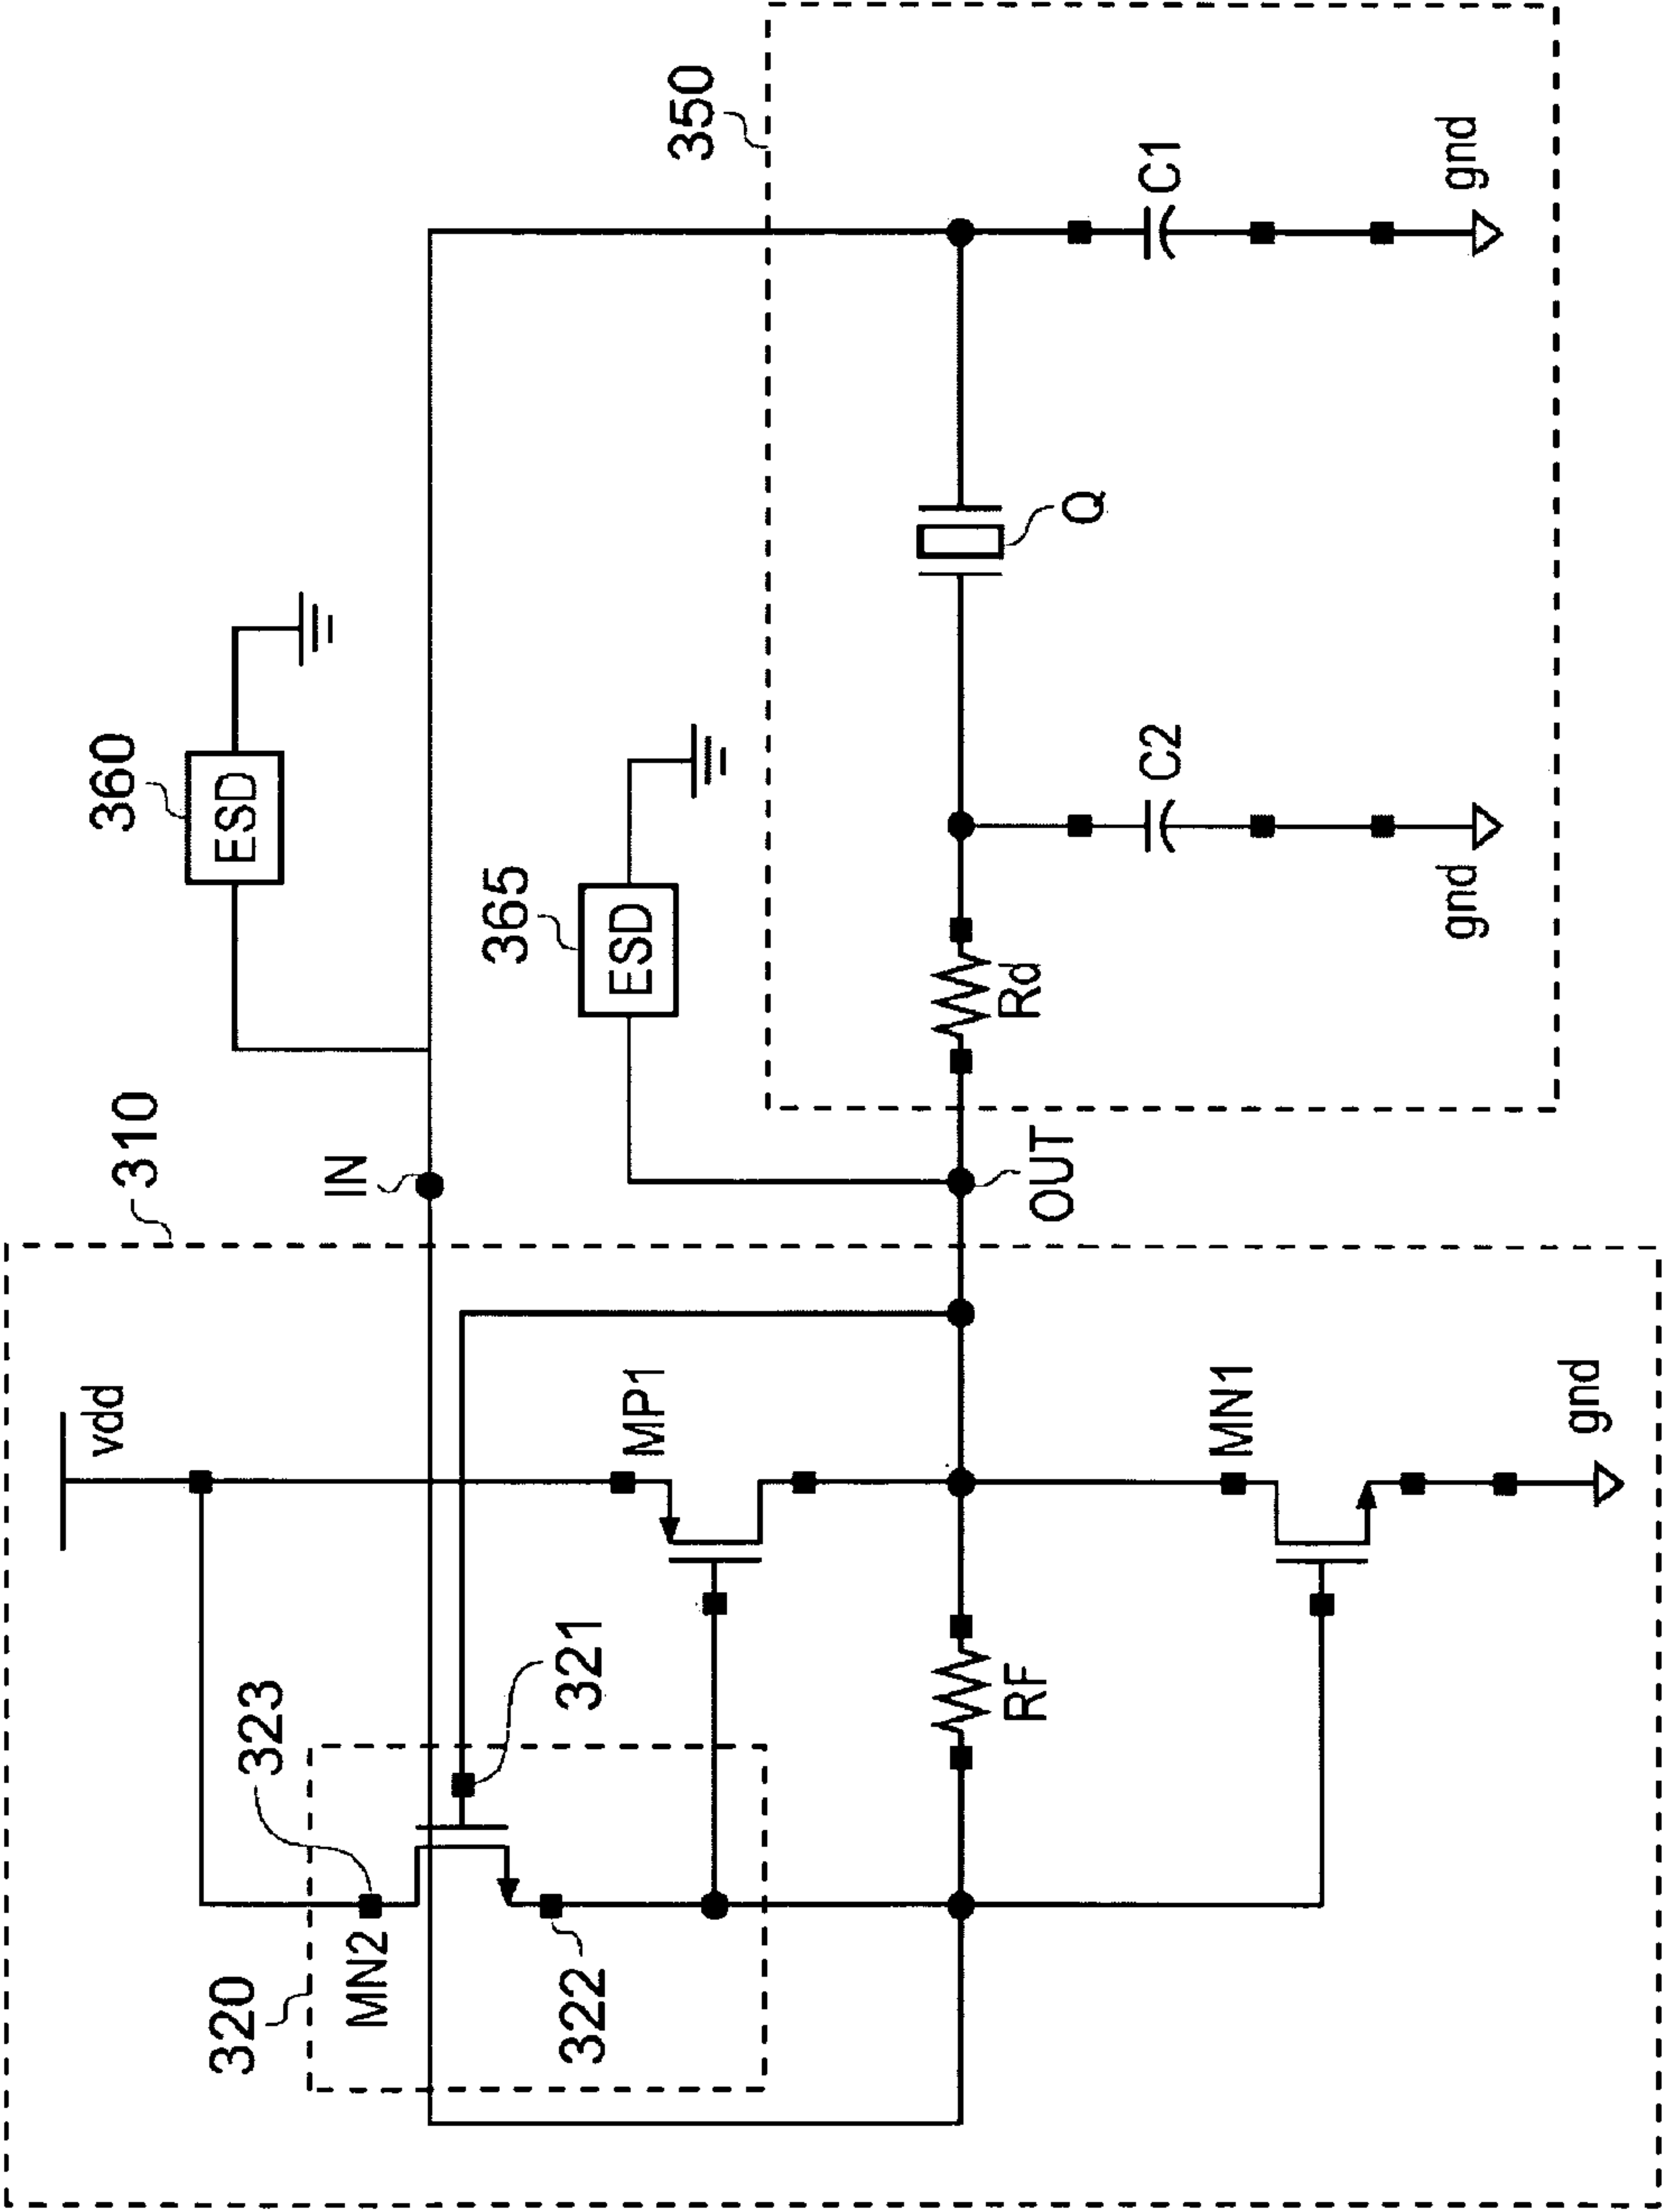 310
vdd
323
320
MN2
321
322
MP1
RF
MN1
gnd
IN
OUT
360
ESD
365
ESD
350
Rd
C2
gnd
Q
C1
gnd